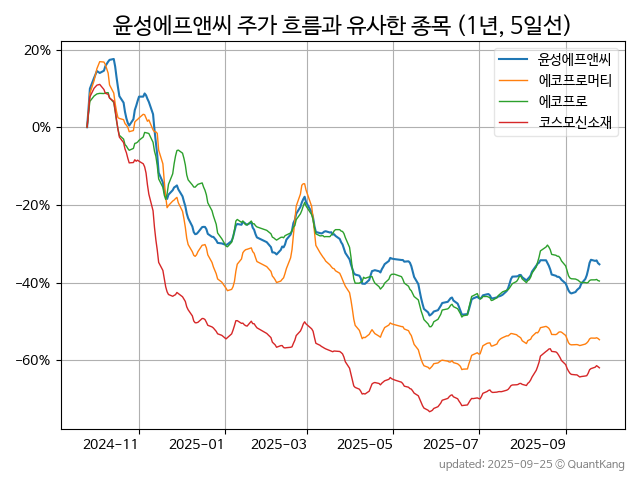 윤성에프앤씨 주가 흐름과 유사한 종목 (1년, 5일선)
윤성에프앤씨
에코프로머티
에코프로
코스모신소재
20%
0%
−20%
−40%
−60%
2024-11 2025-01 2025-03 2025-05 2025-07 2025-09
updated: 2025-09-25 © QuantKang